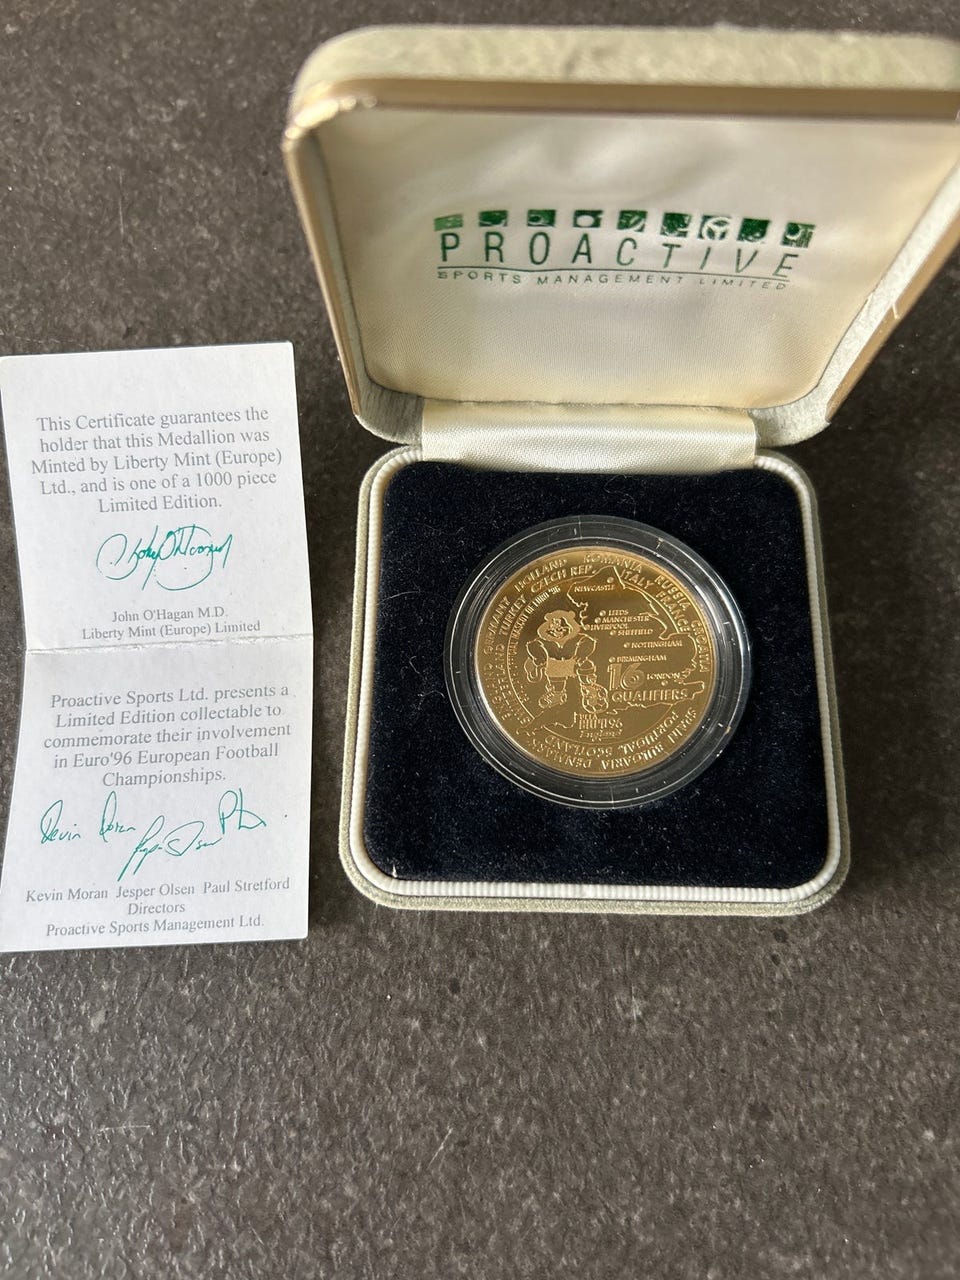 PROACTIVE
SPORTS MANAGEMENT LIMITED
This Certificate guarantees the
holder that this Medallion was
Minted by Liberty Mint (Europe)
Ltd., and is one of a 1000 piece
Limited Edition.
John O'Hagan M.D.
Liberty Mint (Europe) Limited
Proactive Sports Ltd. presents a
Limited Edition collectable to
commemorate their involvement
in Euro'96 European Football
Championships.
Kevin Moran
Kevin Moran Jesper Olsen Paul Stretford
Directors
Proactive Sports Management Ltd.
SWITZERLAND GERMANY HOLLAND ROMANIA RUSSIA CROATIA
ENGLAND TURKEY CZECH REP. ITALY FRANCE
SPAIN BULGARIA DENMARK
PORTUGAL SCOTLAND
NEWCASTLE
LEEDS
MANCHESTER
LIVERPOOL
SHEFFIELD
NOTTINGHAM
BIRMINGHAM
LONDON
16
QUALIFIERS
England